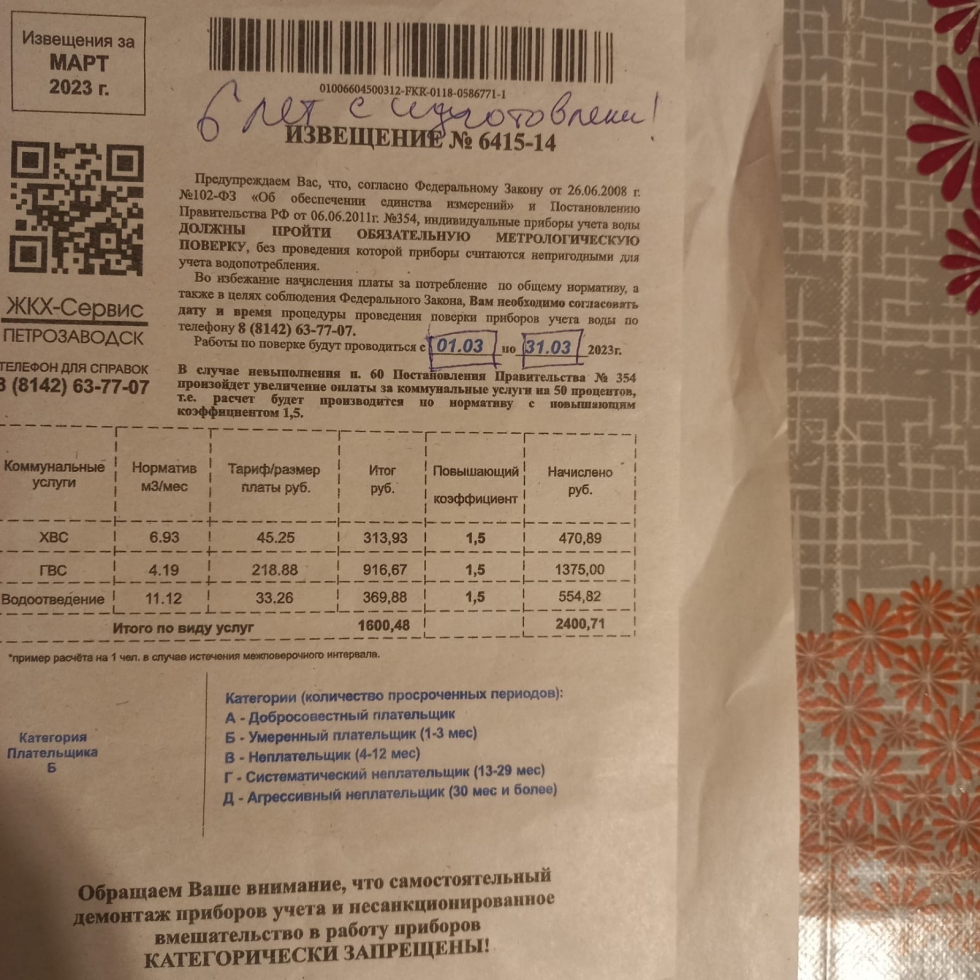 Извещения за
МАРТ
2023 г.
01006604500312-FKR-0118-0586771-1
6 лет с изготовлени!
ИЗВЕЩЕНИЕ № 6415-14
Предупреждаем Вас, что, согласно Федеральному Закону от 26.06.2008 г.
№102-ФЗ «Об обеспечении единства измерений» и Постановлению
Правительства РФ от 06.06.2011г. №354, индивидуальные приборы учета воды
ДОЛЖНЫ ПРОЙТИ ОБЯЗАТЕЛЬНУЮ МЕТРОЛОГИЧЕСКУЮ
ПОВЕРКУ, без проведения которой приборы считаются непригодными для
учета водопотребления.
Во избежание начисления платы за потребление по общему нормативу, а
также в целях соблюдения Федерального Закона, Вам необходимо согласовать
дату и время процедуры проведения поверки приборов учета воды по
телефону 8 (8142) 63-77-07.
Работы по поверке будут проводиться с 01.03 по 31.03 2023г.
В случае невыполнения п. 60 Постановления Правительства № 354
произойдет увеличение оплаты за коммунальные услуги на 50 процентов,
т.е. расчет будет производится по нормативу с повышающим
коэффициентом 1,5.
ЖКХ-Сервис
ПЕТРОЗАВОДСК
ТЕЛЕФОН ДЛЯ СПРАВОК
8 (8142) 63-77-07
Коммунальные услуги Норматив м3/мес Тариф/размер платы руб. Итог руб. Повышающий коэффициент Начислено руб.
ХВС 6.93 45.25 313,93 1,5 470,89
ГВС 4.19 218.88 916,67 1,5 1375,00
Водоотведение 11.12 33.26 369,88 1,5 554,82
Итого по виду услуг 1600,48 2400,71
*пример расчёта на 1 чел. в случае истечения межповерочного интервала.
Категория
Плательщика
Б
Категории (количество просроченных периодов):
А - Добросовестный плательщик
Б - Умеренный плательщик (1-3 мес)
В - Неплательщик (4-12 мес)
Г - Систематический неплательщик (13-29 мес)
Д - Агрессивный неплательщик (30 мес и более)
Обращаем Ваше внимание, что самостоятельный
демонтаж приборов учета и несанкционированное
вмешательство в работу приборов
КАТЕГОРИЧЕСКИ ЗАПРЕЩЕНЫ!